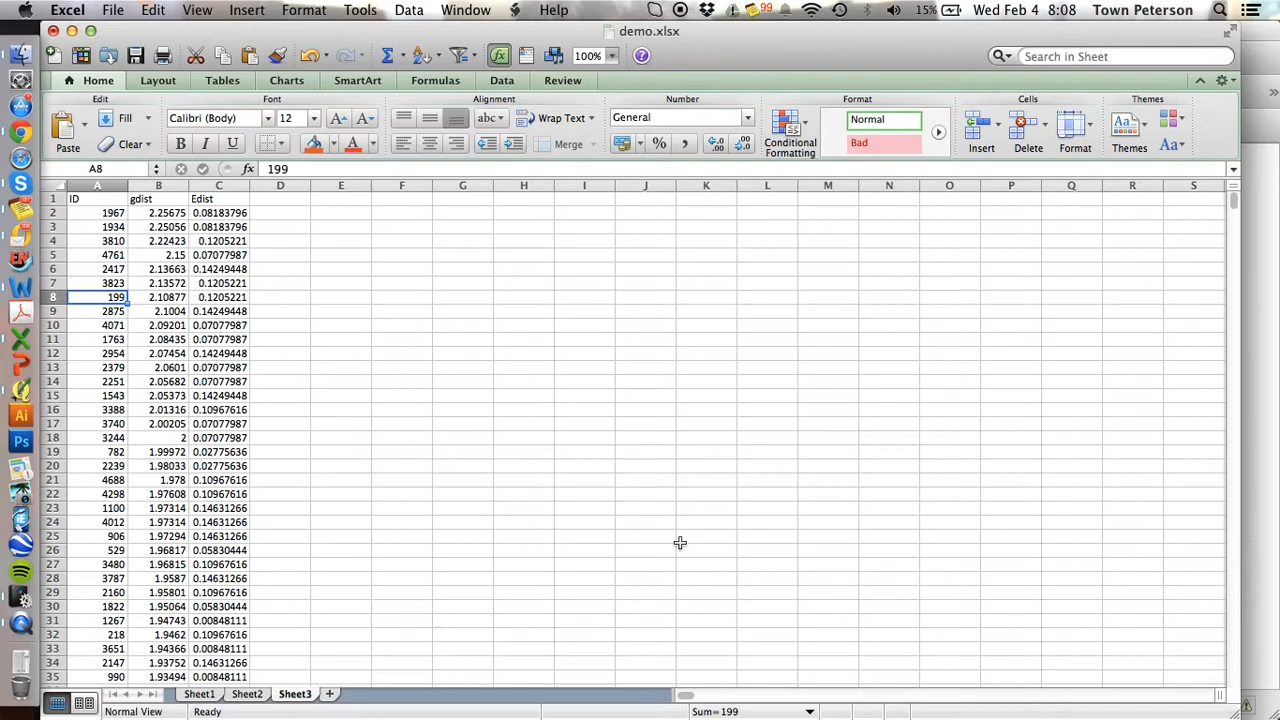 Excel File Edit View Insert Format Tools Data Window 99 15% Wed Feb 4 8:08 Town Peterson
demo.xlsx
100% Search in Sheet
Home Layout Tables Charts SmartArt Formulas Data Review
Edit Font Alignment Number Format Cells Themes
Paste Fill Calibri (Body) 12 abc Wrap Text General Normal
Clear B I U Merge % Conditional Formatting Bad Insert Delete Format Themes Aa
A8 fx 199
A B C D E F G H I J K L M N O P Q R S
1 ID gdist Edist
2 1967 2.25675 0.08183796
3 1934 2.25056 0.08183796
4 3810 2.22423 0.1205221
5 4761 2.15 0.07077987
6 2417 2.13663 0.14249448
7 3823 2.13572 0.1205221
8 199 2.10877 0.1205221
9 2875 2.1004 0.14249448
10 4071 2.09201 0.07077987
11 1763 2.08435 0.07077987
12 2954 2.07454 0.14249448
13 2379 2.0601 0.07077987
14 2251 2.05682 0.07077987
15 1543 2.05373 0.14249448
16 3388 2.01316 0.10967616
17 3740 2.00205 0.07077987
18 3244 2 0.07077987
19 782 1.99972 0.02775636
20 2239 1.98033 0.02775636
21 4688 1.978 0.10967616
22 4298 1.97608 0.10967616
23 1100 1.97314 0.14631266
24 4012 1.97314 0.14631266
25 906 1.97294 0.14631266
26 529 1.96817 0.05830444
27 3480 1.96815 0.10967616
28 3787 1.9587 0.14631266
29 2160 1.95801 0.10967616
30 1822 1.95064 0.05830444
31 1267 1.94743 0.00848111
32 218 1.9462 0.10967616
33 3651 1.94366 0.00848111
34 2147 1.93752 0.14631266
35 990 1.93494 0.00848111
Sheet1 Sheet2 Sheet3
Normal View Ready Sum=199